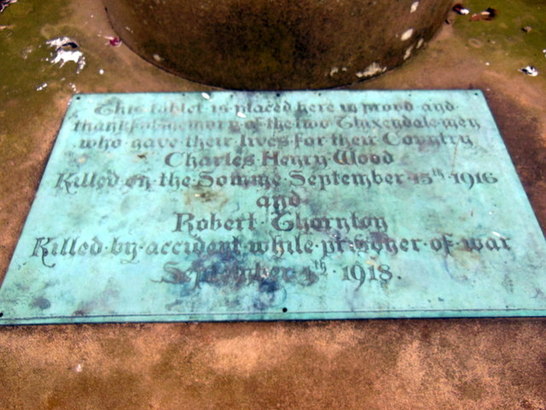 This tablet is placed here in proud and
thankful memory of the two Thixendale men
who gave their lives for their Country
Charles Henry Wood
Killed on the Somme September 15th 1916
and
Robert Thornton
Killed by accident while prisoner of war
September 1st 1918.